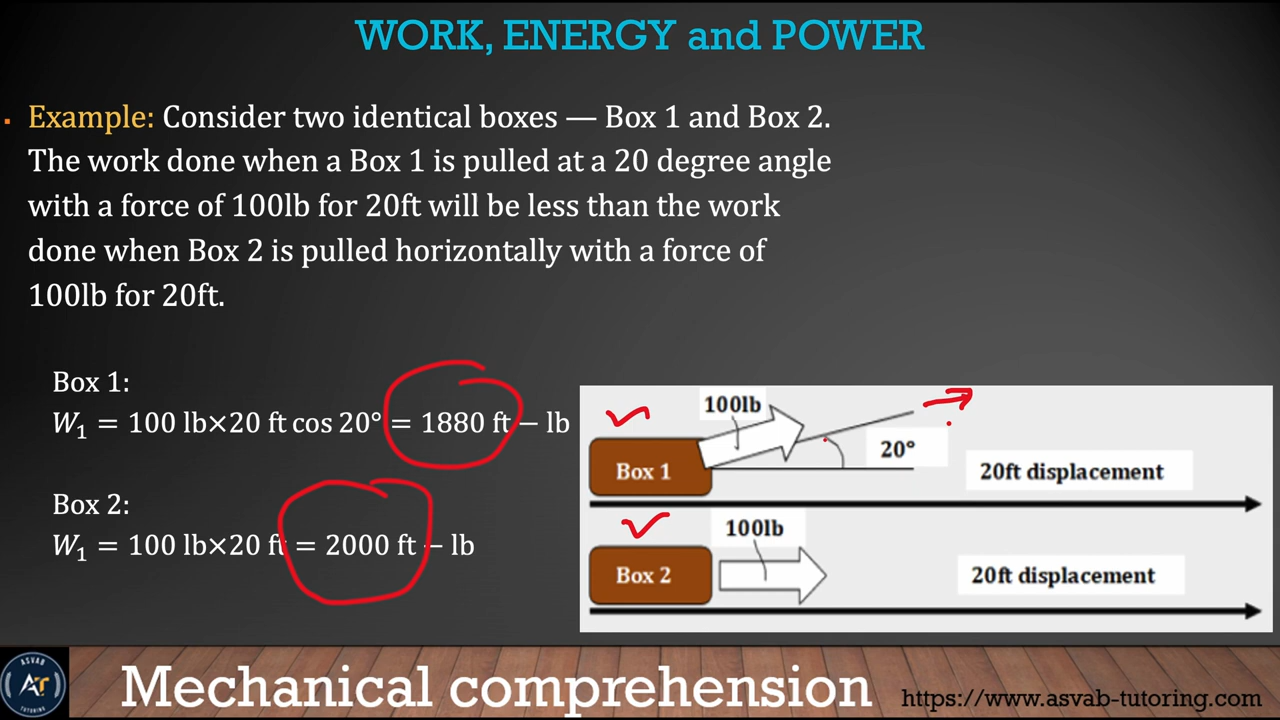 WORK, ENERGY and POWER
Example: Consider two identical boxes — Box 1 and Box 2.
The work done when a Box 1 is pulled at a 20 degree angle
with a force of 100lb for 20ft will be less than the work
done when Box 2 is pulled horizontally with a force of
100lb for 20ft.
Box 1:
W₁ = 100 lb×20 ft cos 20° = 1880 ft − lb
Box 2:
W₁ = 100 lb×20 ft = 2000 ft − lb
100lb
Box 1
20°
20ft displacement
100lb
Box 2
20ft displacement
ASVAB
AT
TUTORING
Mechanical comprehension
https://www.asvab-tutoring.com